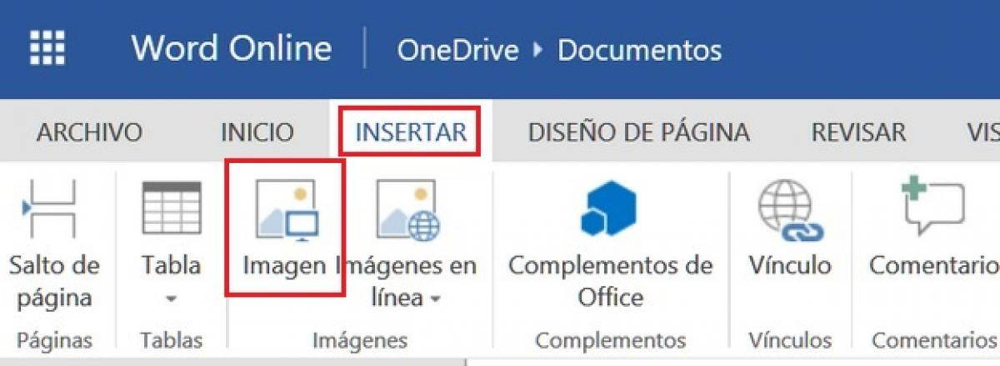 Word Online OneDrive Documentos
ARCHIVO INICIO INSERTAR DISEÑO DE PÁGINA REVISAR VIS
Salto de Tabla Imagen Imágenes en Complementos de Vínculo Comentario
página línea Office
Páginas Tablas Imágenes Complementos Vínculos Comentarios